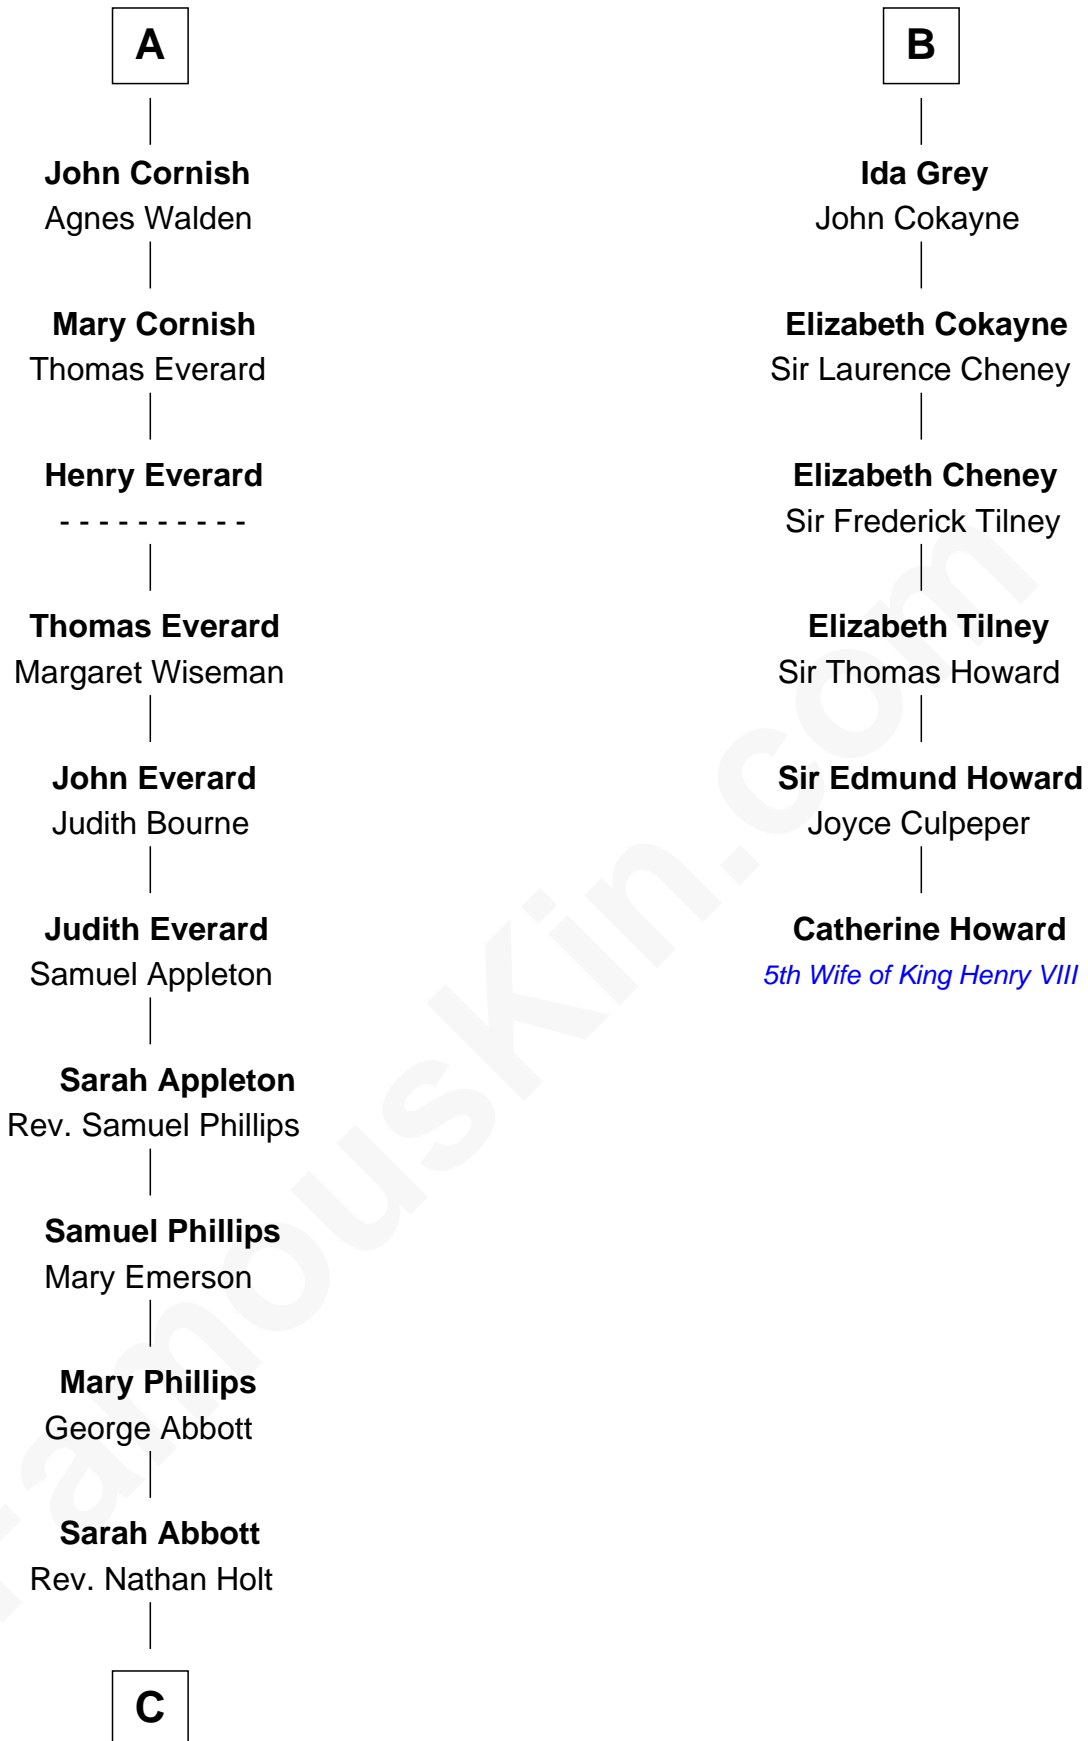 A
John Cornish
Agnes Walden
Mary Cornish
Thomas Everard
Henry Everard
- - - - - - - - - -
Thomas Everard
Margaret Wiseman
John Everard
Judith Bourne
Judith Everard
Samuel Appleton
Sarah Appleton
Rev. Samuel Phillips
Samuel Phillips
Mary Emerson
Mary Phillips
George Abbott
Sarah Abbott
Rev. Nathan Holt
C
B
Ida Grey
John Cokayne
Elizabeth Cokayne
Sir Laurence Cheney
Elizabeth Cheney
Sir Frederick Tilney
Elizabeth Tilney
Sir Thomas Howard
Sir Edmund Howard
Joyce Culpeper
Catherine Howard
5th Wife of King Henry VIII
FamousKin.com